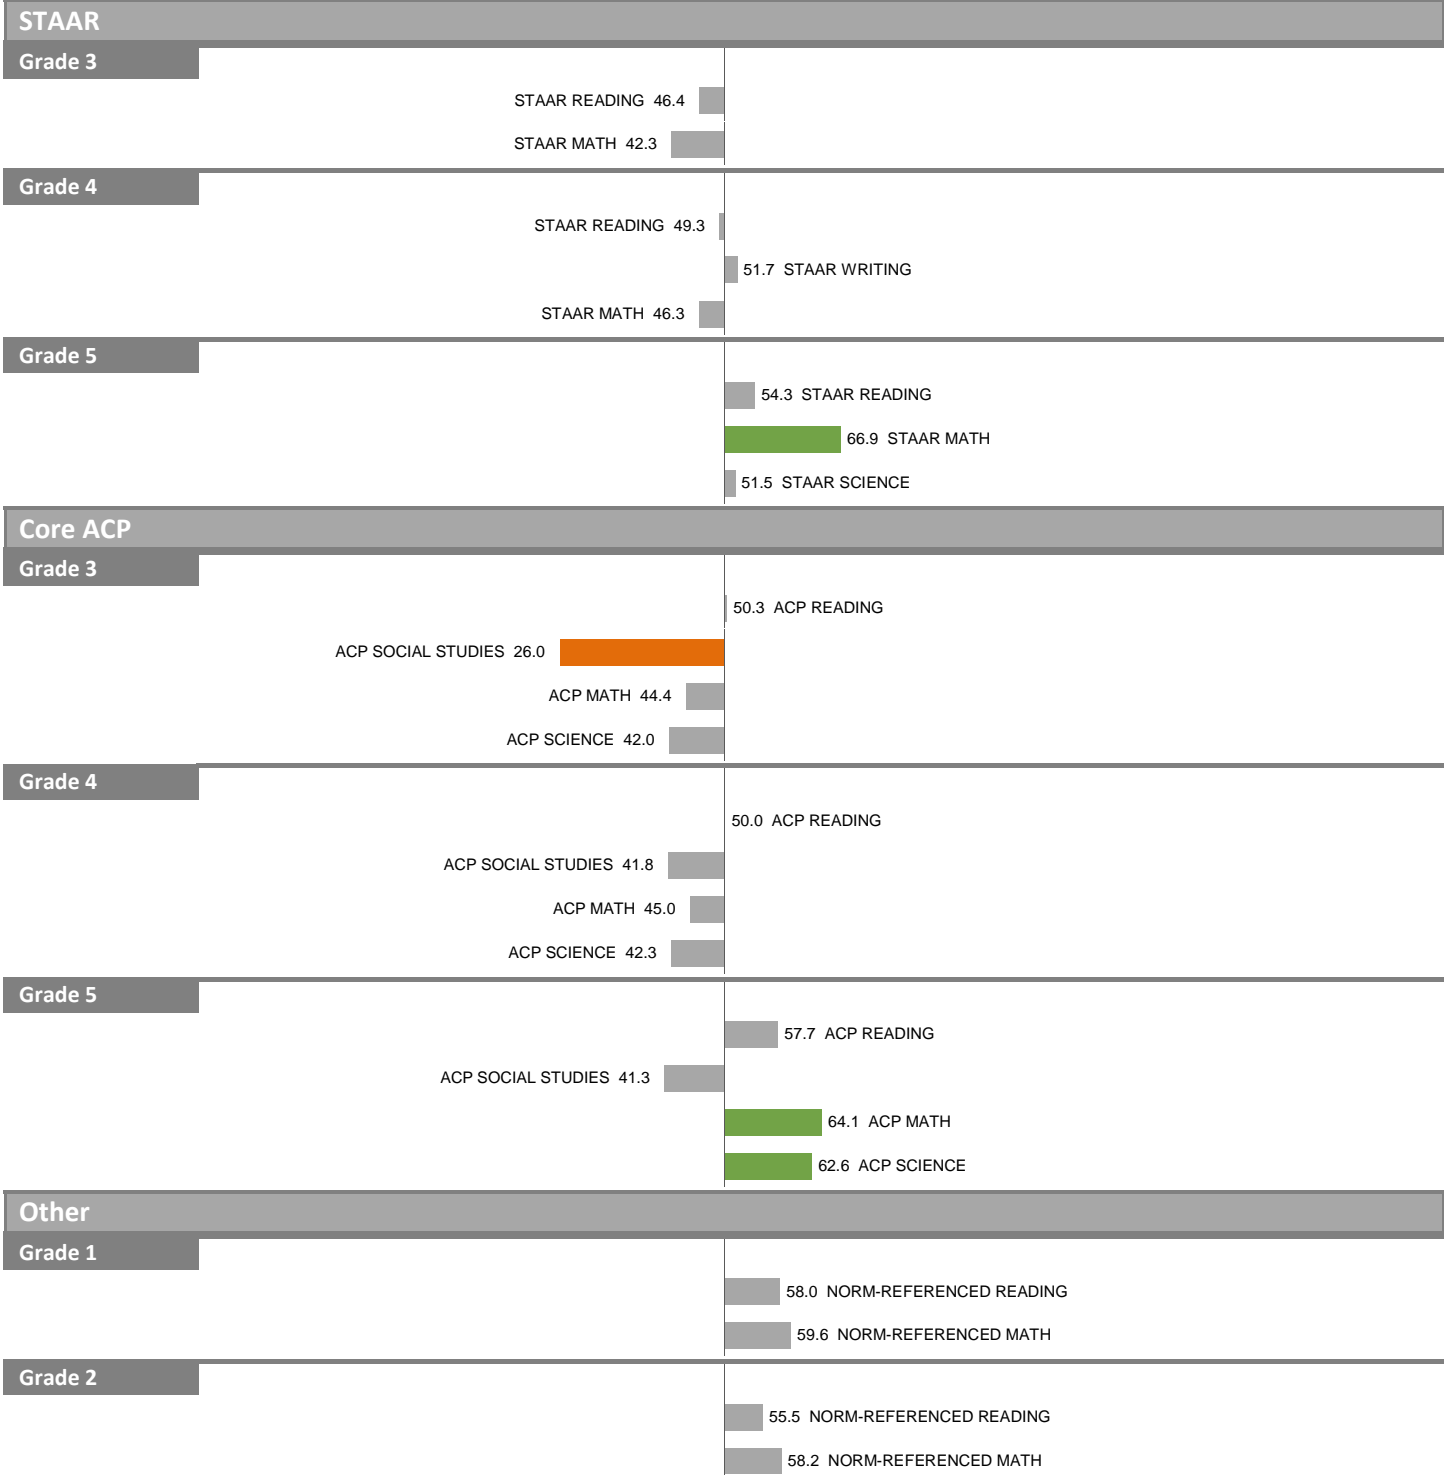 STAAR
Grade 3
STAAR READING 46.4
STAAR MATH 42.3
Grade 4
STAAR READING 49.3
51.7 STAAR WRITING
STAAR MATH 46.3
Grade 5
54.3 STAAR READING
66.9 STAAR MATH
51.5 STAAR SCIENCE
Core ACP
Grade 3
50.3 ACP READING
ACP SOCIAL STUDIES 26.0
ACP MATH 44.4
ACP SCIENCE 42.0
Grade 4
50.0 ACP READING
ACP SOCIAL STUDIES 41.8
ACP MATH 45.0
ACP SCIENCE 42.3
Grade 5
57.7 ACP READING
ACP SOCIAL STUDIES 41.3
64.1 ACP MATH
62.6 ACP SCIENCE
Other
Grade 1
58.0 NORM-REFERENCED READING
59.6 NORM-REFERENCED MATH
Grade 2
55.5 NORM-REFERENCED READING
58.2 NORM-REFERENCED MATH